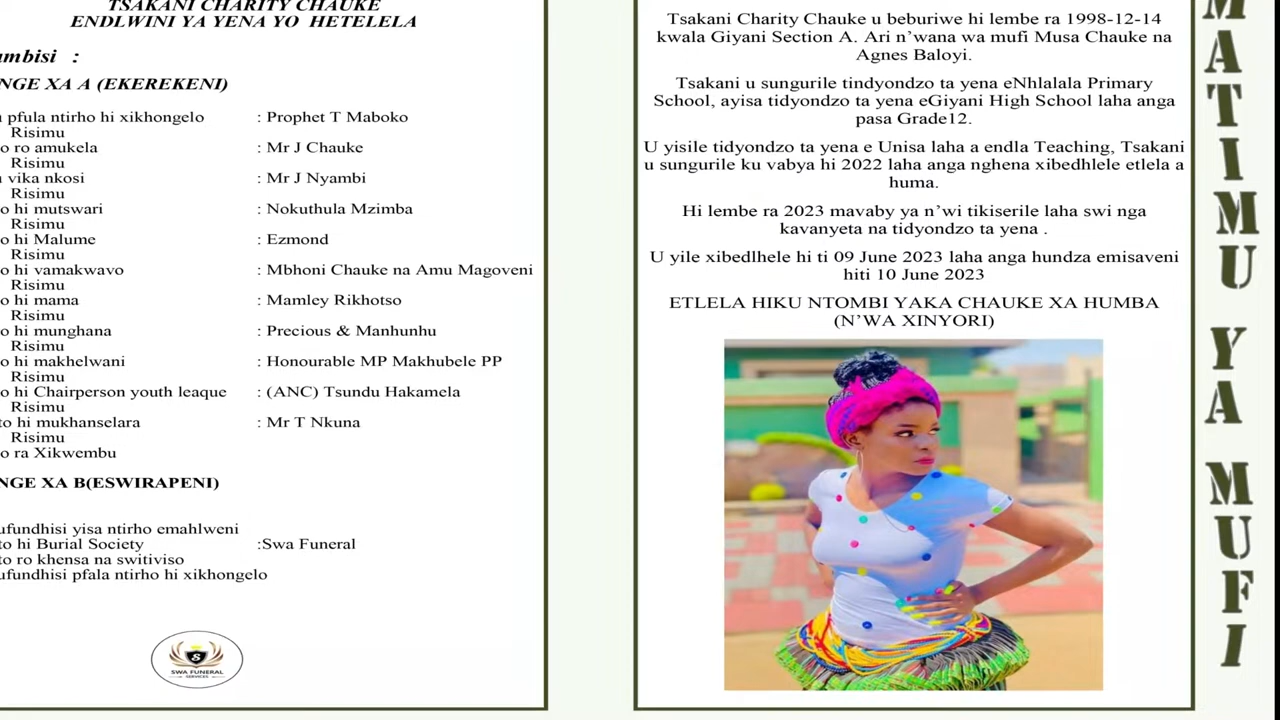 TSAKANI CHARITY CHAUKE
ENDLWINI YA YENA YO HETELELA
ambisi :
NGE XA A (EKEREKENI)
pfula ntirho hi xikhongelo : Prophet T Maboko
Risimu
o ro amukela : Mr J Chauke
Risimu
vika nkosi : Mr J Nyambi
Risimu
o hi mutswari : Nokuthula Mzimba
Risimu
o hi Malume : Ezmond
Risimu
o hi vamakwavo : Mbhoni Chauke na Amu Magoveni
Risimu
o hi mama : Mamley Rikhotso
Risimu
o hi munghana : Precious & Manhunhu
Risimu
o hi makhelwani : Honourable MP Makhubele PP
Risimu
o hi Chairperson youth leaque : (ANC) Tsundu Hakamela
Risimu
to hi mukhanselara : Mr T Nkuna
Risimu
o ra Xikwembu
NGE XA B(ESWIRAPENI)
ufundhisi yisa ntirho emahlweni
to hi Burial Society :Swa Funeral
to ro khensa na switiviso
ufundhisi pfala ntirho hi xikhongelo
S
SWA FUNERAL
SERVICES
Tsakani Charity Chauke u beburiwe hi lembe ra 1998-12-14
kwala Giyani Section A. Ari n’wana wa mufi Musa Chauke na
Agnes Baloyi.
Tsakani u sungurile tindyondzo ta yena eNhlalala Primary
School, ayisa tidyondzo ta yena eGiyani High School laha anga
pasa Grade12.
U yisile tidyondzo ta yena e Unisa laha a endla Teaching, Tsakani
u sungurile ku vabya hi 2022 laha anga nghena xibedhlele etlela a
huma.
Hi lembe ra 2023 mavaby ya n’wi tikiserile laha swi nga
kavanyeta na tidyondzo ta yena .
U yile xibedlhele hi ti 09 June 2023 laha anga hundza emisaveni
hiti 10 June 2023
ETLELA HIKU NTOMBI YAKA CHAUKE XA HUMBA
(N’WA XINYORI)
MATIMU YA MUFI